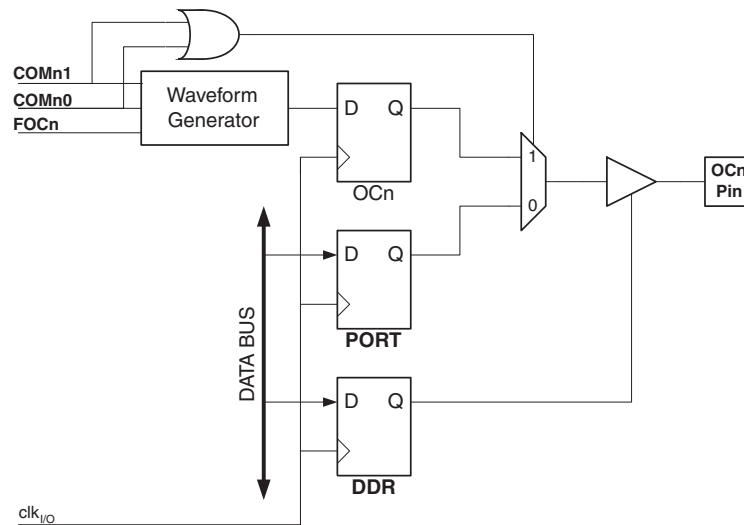 COMn1
COMn0
FOCn
Waveform
Generator
D Q
OCn
1
0
OCn
Pin
D Q
PORT
D Q
DDR
DATA BUS
clkI/O